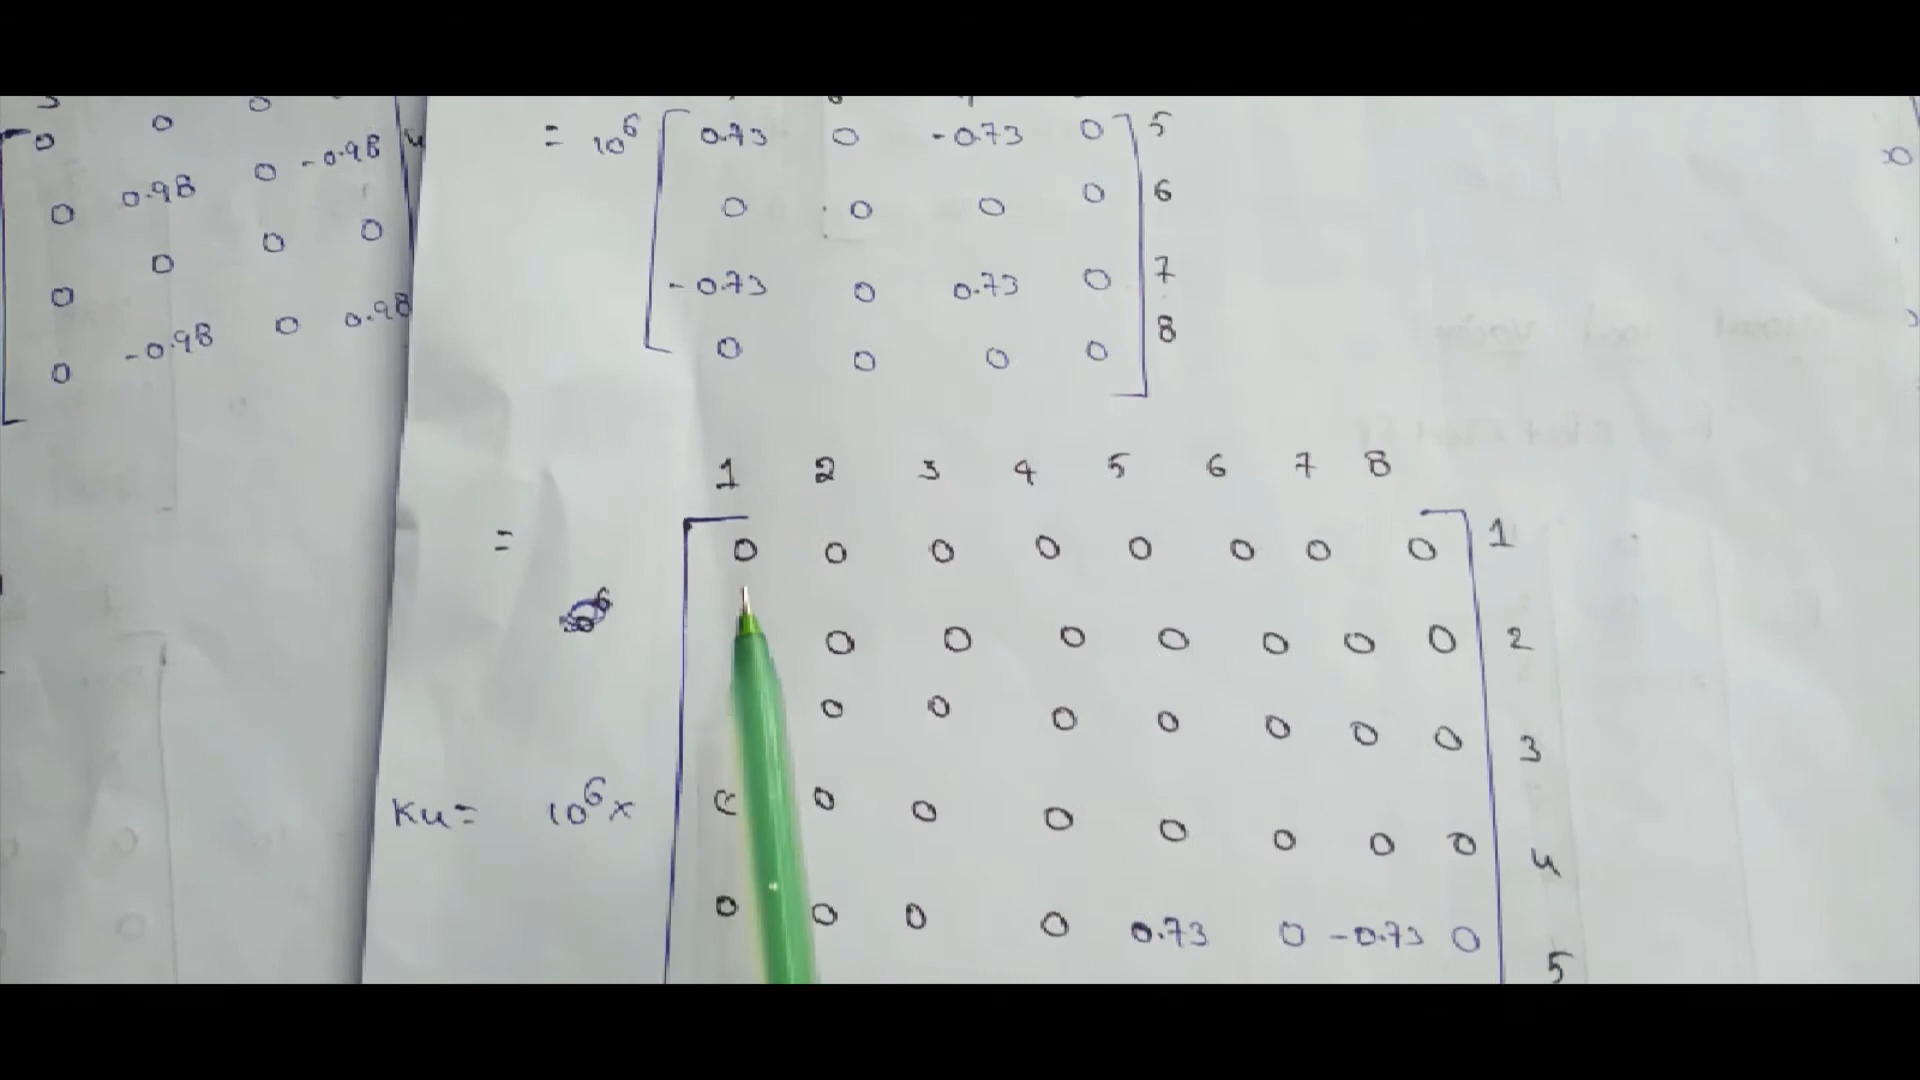 0 0 0
0 0.98 0 -0.98
0 0 0 0
0 -0.98 0 0.98
= 10⁶ 0.73 0 -0.73 0 5
0 0 0 0 6
-0.73 0 0.73 0 7
0 0 0 0 8
1 2 3 4 5 6 7 8
= 0 0 0 0 0 0 0 0 1
0 0 0 0 0 0 0 2
0 0 0 0 0 0 0 3
K4= 10⁶x 0 0 0 0 0 0 0 4
0 0 0 0 0.73 0 -0.73 0 5